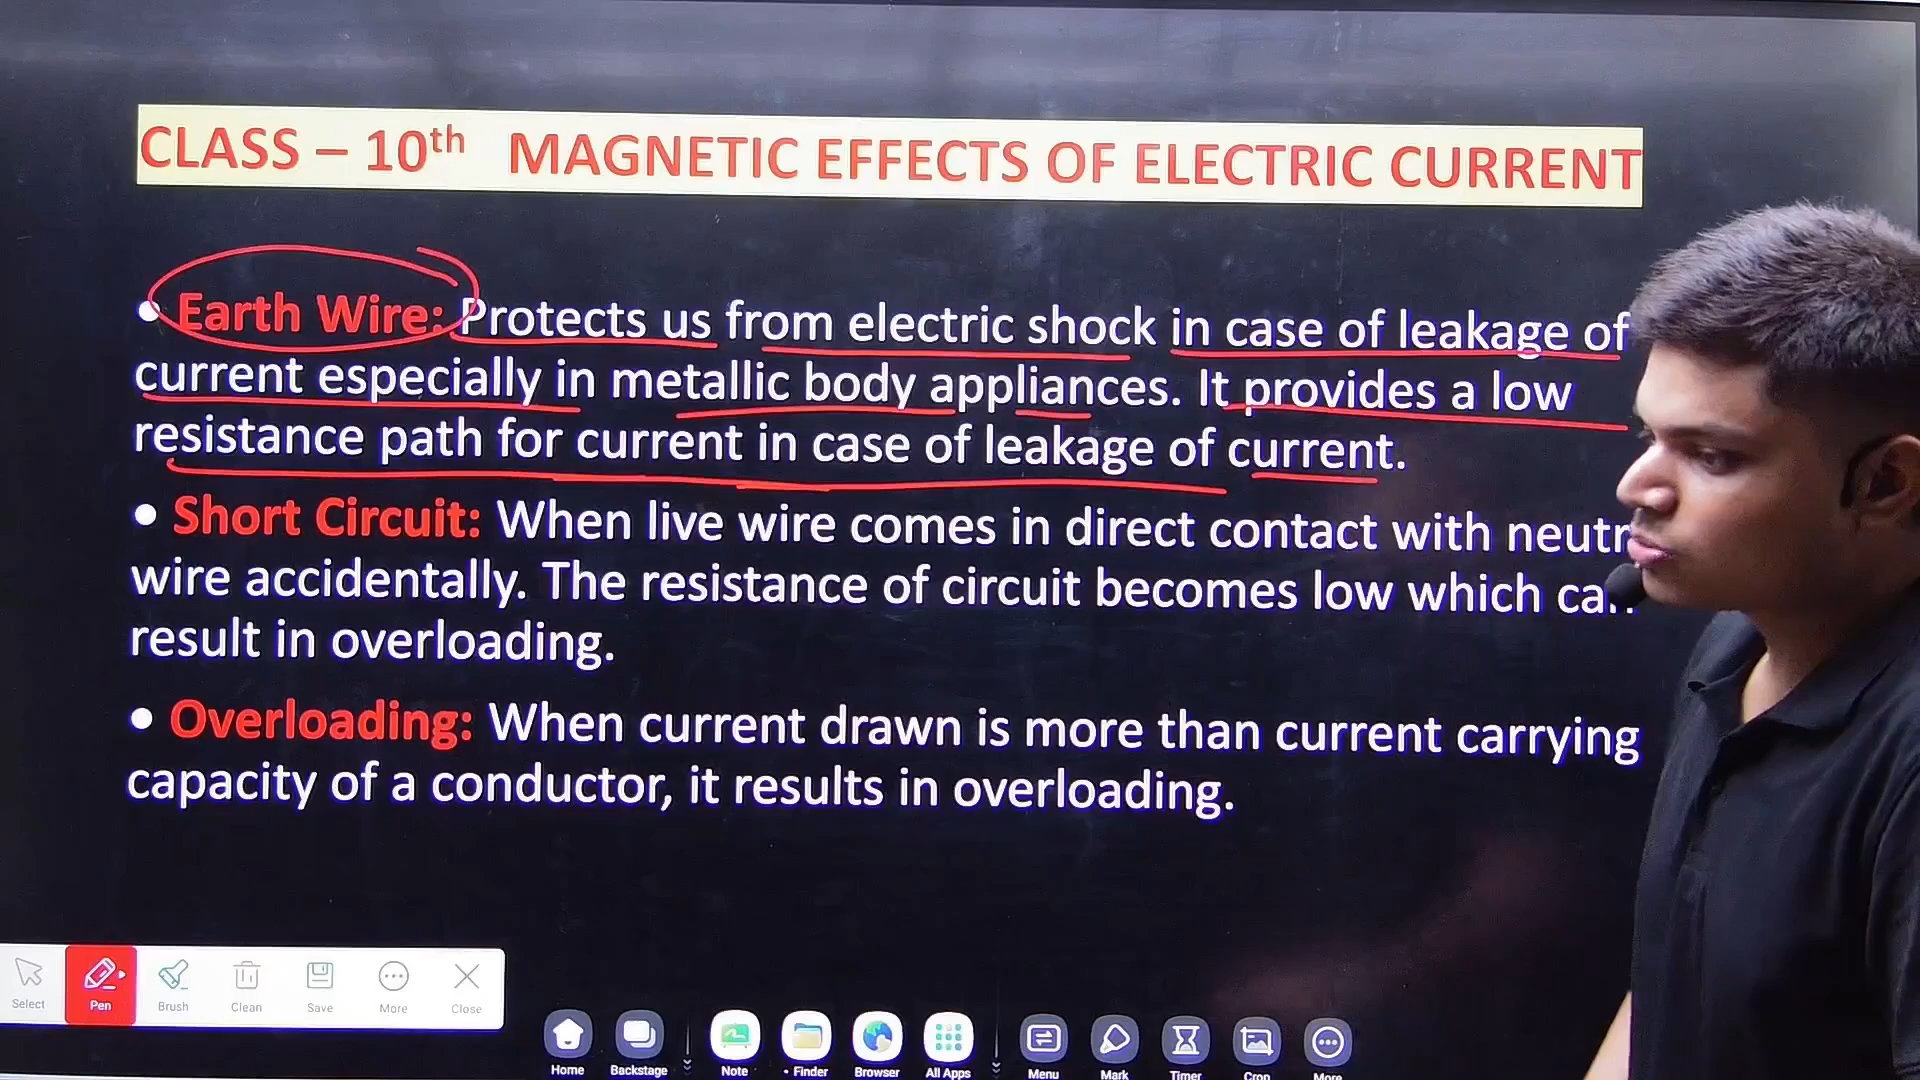 CLASS – 10th MAGNETIC EFFECTS OF ELECTRIC CURRENT
• Earth Wire: Protects us from electric shock in case of leakage of
current especially in metallic body appliances. It provides a low
resistance path for current in case of leakage of current.
• Short Circuit: When live wire comes in direct contact with neutr
wire accidentally. The resistance of circuit becomes low which
result in overloading.
• Overloading: When current drawn is more than current carrying
capacity of a conductor, it results in overloading.
Select Pen Brush Clean Save More Close
Home Backstage Note • Finder Browser All Apps Menu Mark Timer Crop More